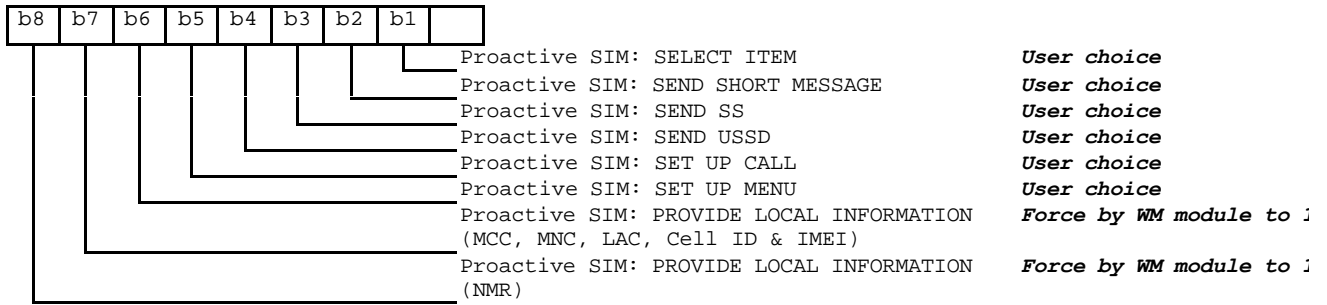 b8 b7 b6 b5 b4 b3 b2 b1
Proactive SIM: SELECT ITEM User choice
Proactive SIM: SEND SHORT MESSAGE User choice
Proactive SIM: SEND SS User choice
Proactive SIM: SEND USSD User choice
Proactive SIM: SET UP CALL User choice
Proactive SIM: SET UP MENU User choice
Proactive SIM: PROVIDE LOCAL INFORMATION Force by WM module to 1
(MCC, MNC, LAC, Cell ID & IMEI)
Proactive SIM: PROVIDE LOCAL INFORMATION Force by WM module to 1
(NMR)